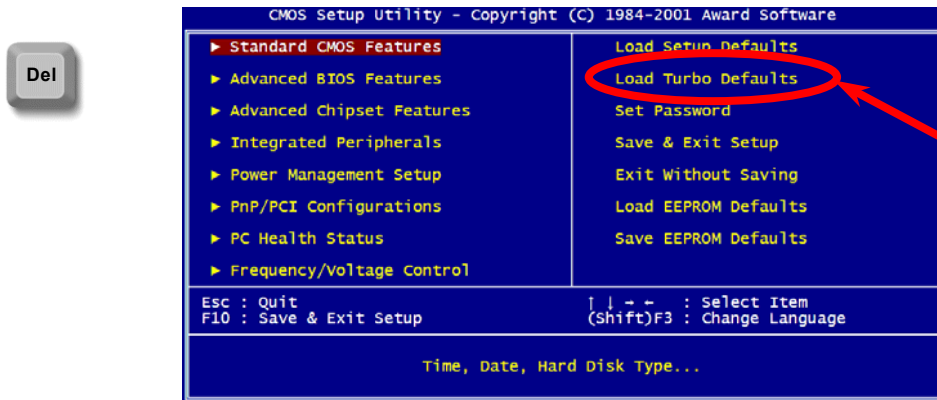 Del
CMOS Setup Utility - Copyright (C) 1984-2001 Award Software
► Standard CMOS Features
► Advanced BIOS Features
► Advanced Chipset Features
► Integrated Peripherals
► Power Management Setup
► PnP/PCI Configurations
► PC Health Status
► Frequency/Voltage Control
Load Setup Defaults
Load Turbo Defaults
Set Password
Save & Exit Setup
Exit Without Saving
Load EEPROM Defaults
Save EEPROM Defaults
Esc : Quit
F10 : Save & Exit Setup
↑ ↓ → ← : Select Item
(Shift)F3 : Change Language
Time, Date, Hard Disk Type...